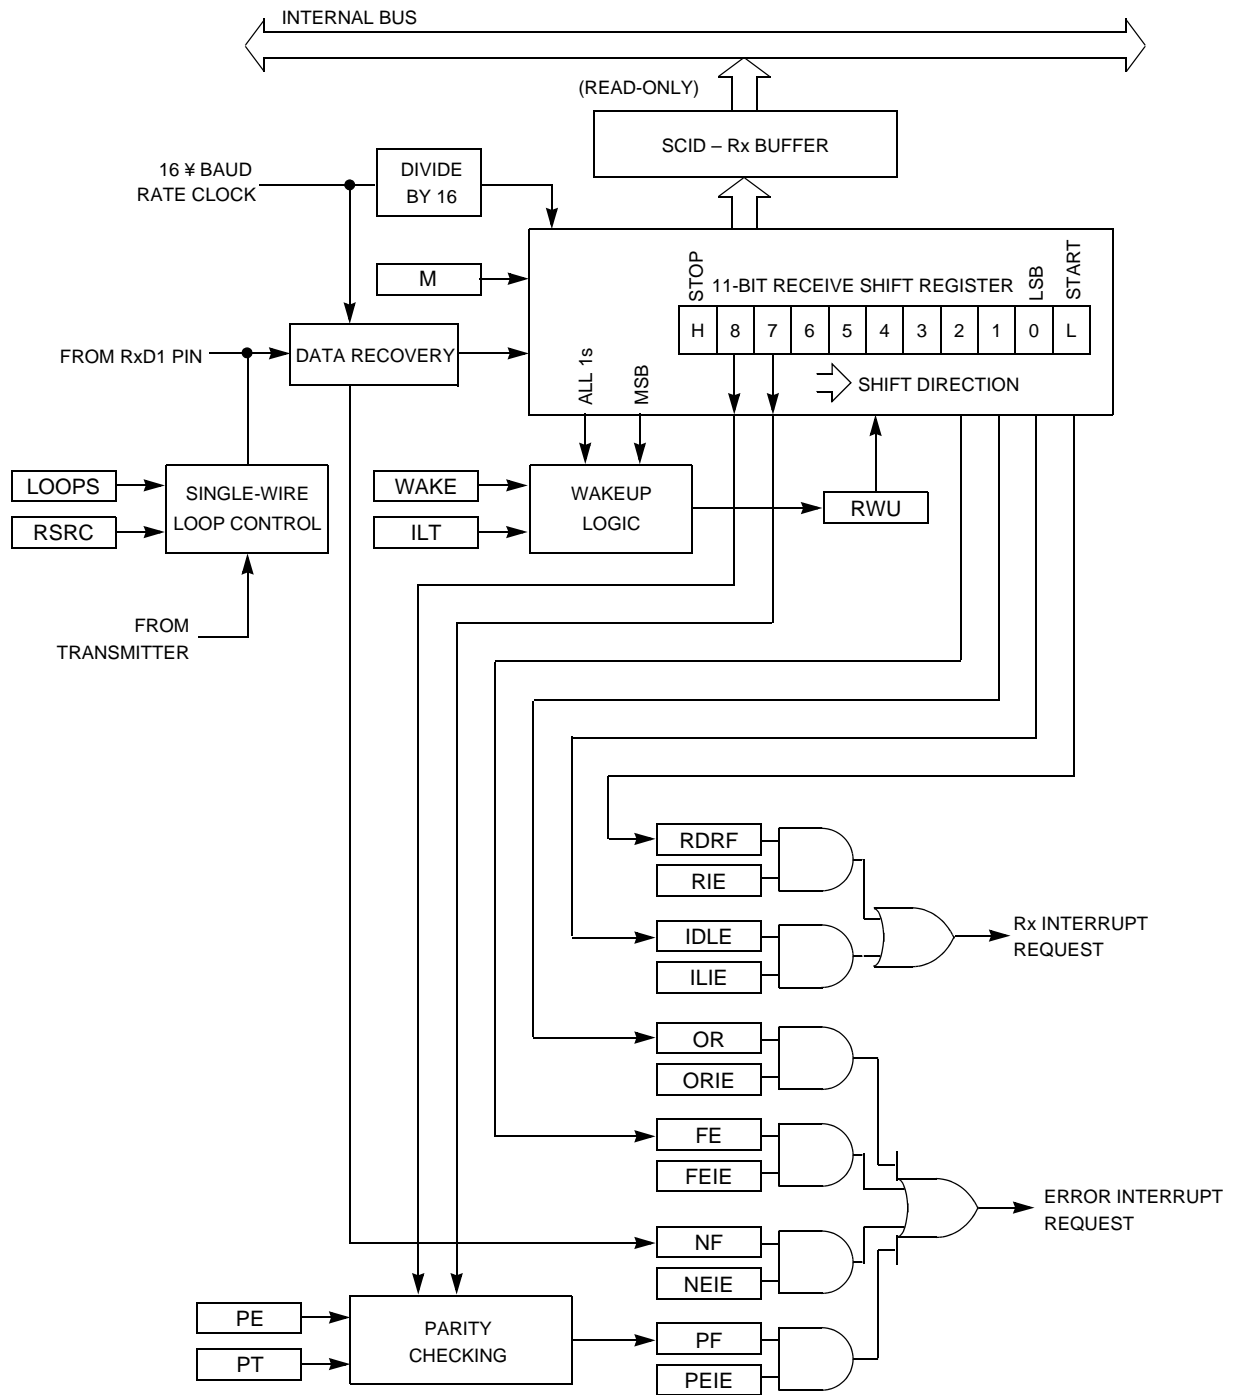 INTERNAL BUS
(READ-ONLY)
SCID – Rx BUFFER
16 ¥ BAUD
RATE CLOCK
DIVIDE
BY 16
M
STOP
11-BIT RECEIVE SHIFT REGISTER
LSB
START
H 8 7 6 5 4 3 2 1 0 L
FROM RxD1 PIN
DATA RECOVERY
ALL 1s
MSB
SHIFT DIRECTION
LOOPS
RSRC
SINGLE-WIRE
LOOP CONTROL
WAKE
ILT
WAKEUP
LOGIC
RWU
FROM
TRANSMITTER
RDRF
RIE
IDLE
ILIE
Rx INTERRUPT
REQUEST
OR
ORIE
FE
FEIE
ERROR INTERRUPT
REQUEST
NF
NEIE
PE
PT
PARITY
CHECKING
PF
PEIE